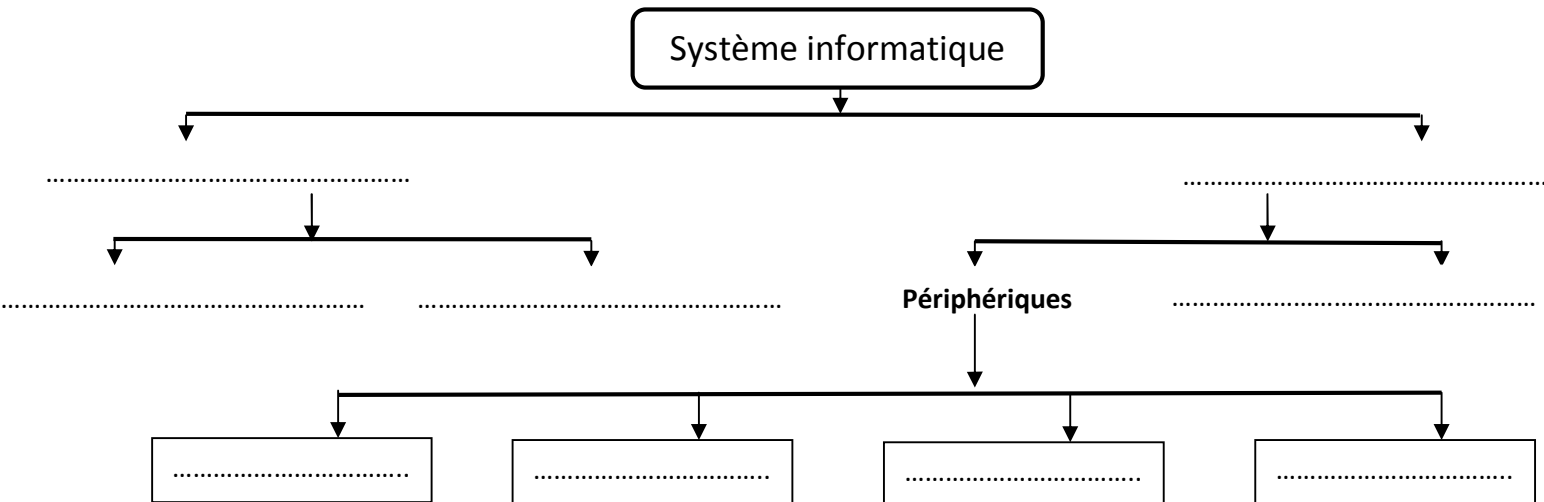 Système informatique
…………………………………………… ……………………………………………
…………………………………………… …………………………………………… Périphériques ……………………………………………
…………………………….. …………………………….. …………………………….. ……………………………..